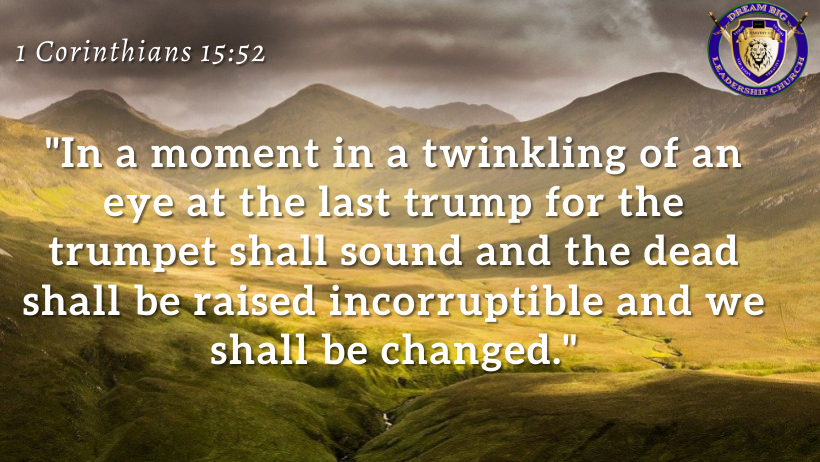 1 Corinthians 15:52
DREAM BIG
LEADERSHIP CHURCH
"In a moment in a twinkling of an
eye at the last trump for the
trumpet shall sound and the dead
shall be raised incorruptible and we
shall be changed."